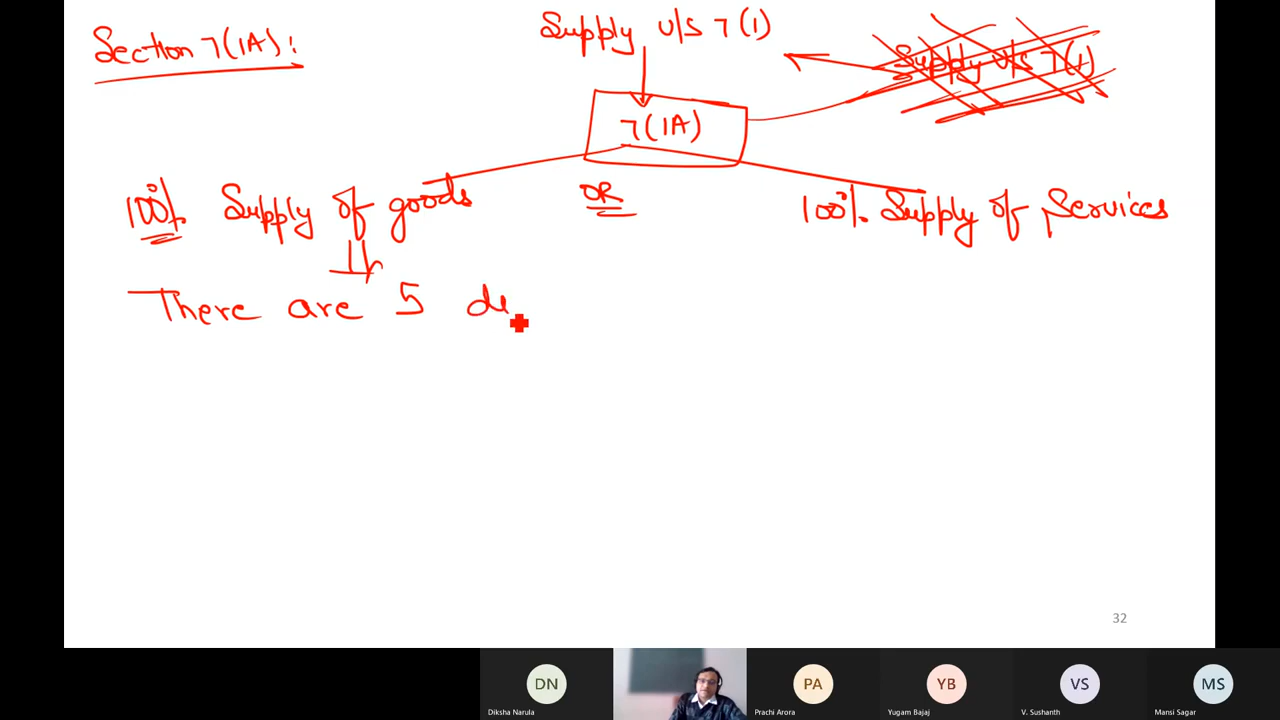 Section 7(1A):
Supply u/s 7(1)
Supply u/s 7(1)
7(1A)
100% Supply of goods
OR
100% Supply of Services
There are 5 de
32
DN
PA
YB
VS
MS
Diksha Narula
Prachi Arora
Yugam Bajaj
V. Sushanth
Mansi Sagar